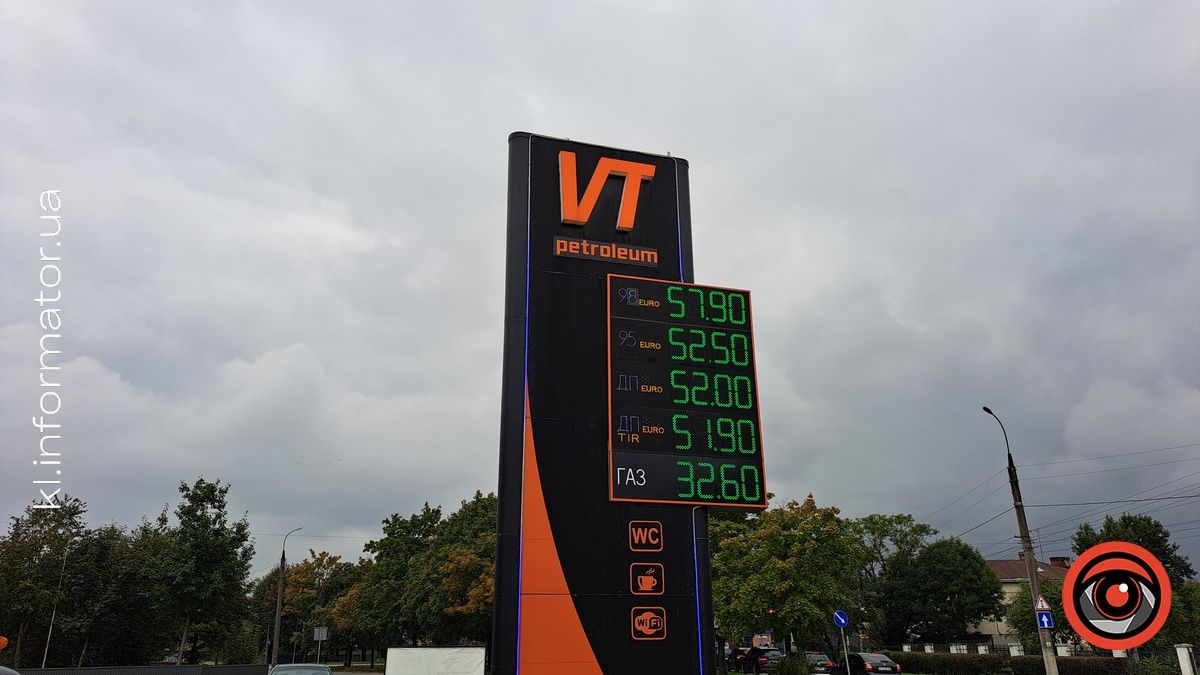 kl.informator.ua
VT
petroleum
98 EURO 57.90
95 EURO 52.50
ДП* EURO 52.00
ДП* EURO 51.90
TIR
ГАЗ 32.60
WC
WiFi